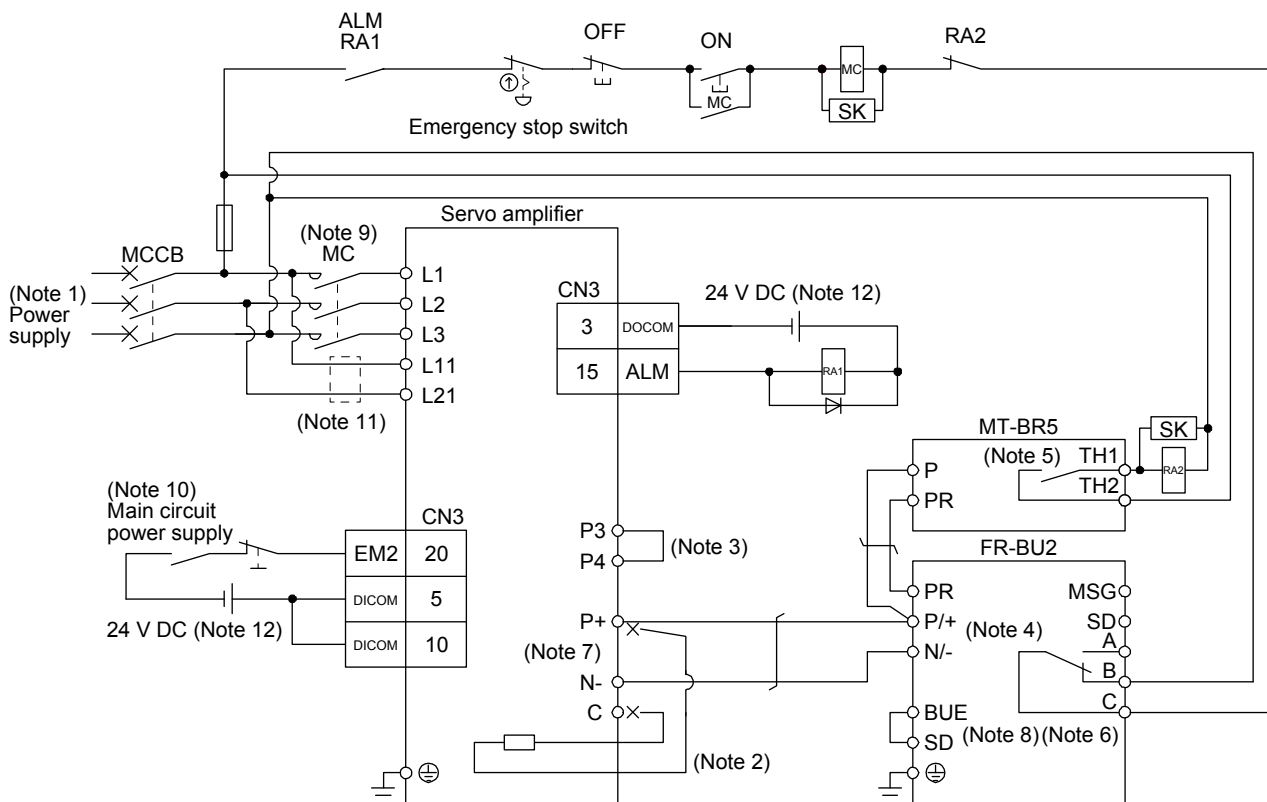 ALM
RA1
OFF
ON
RA2
MC
SK
MC
Emergency stop switch
Servo amplifier
(Note 9)
MC
MCCB
(Note 1)
Power
supply
L1
L2
L3
L11
L21
(Note 11)
CN3
3 DOCOM
15 ALM
24 V DC (Note 12)
RA1
MT-BR5
(Note 5)
P
PR
TH1
TH2
SK
RA2
(Note 10)
Main circuit
power supply
CN3
EM2 20
DICOM 5
DICOM 10
24 V DC (Note 12)
P3
P4
(Note 3)
P+
(Note 7)
N-
C
(Note 2)
FR-BU2
PR
P/+
N/-
BUE
SD
MSG
SD
A
B
C
(Note 4)
(Note 8) (Note 6)